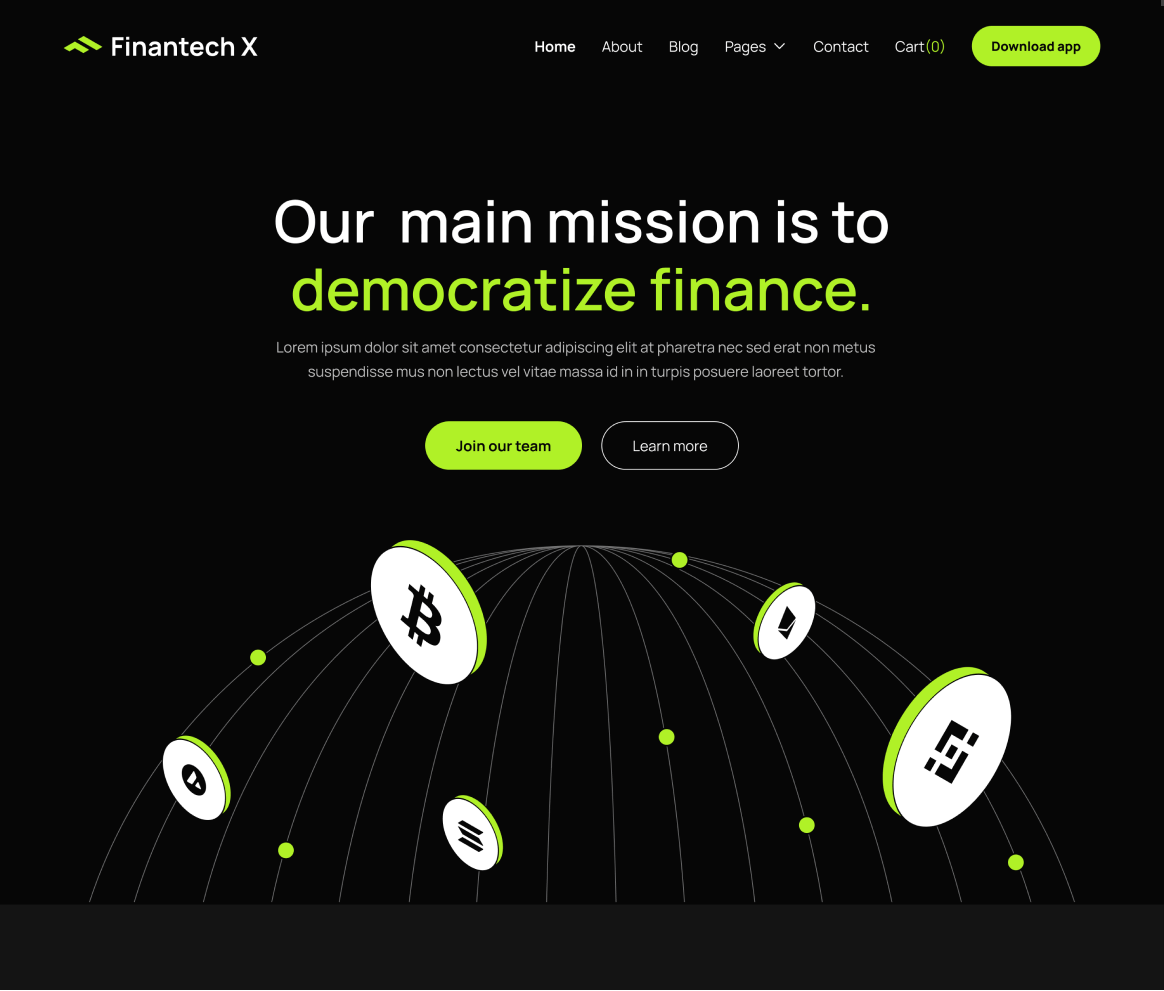 Finantech X
Home About Blog Pages Contact Cart(0) Download app
Our main mission is to
democratize finance.
Lorem ipsum dolor sit amet consectetur adipiscing elit at pharetra nec sed erat non metus
suspendisse mus non lectus vel vitae massa id in in turpis posuere laoreet tortor.
Join our team Learn more